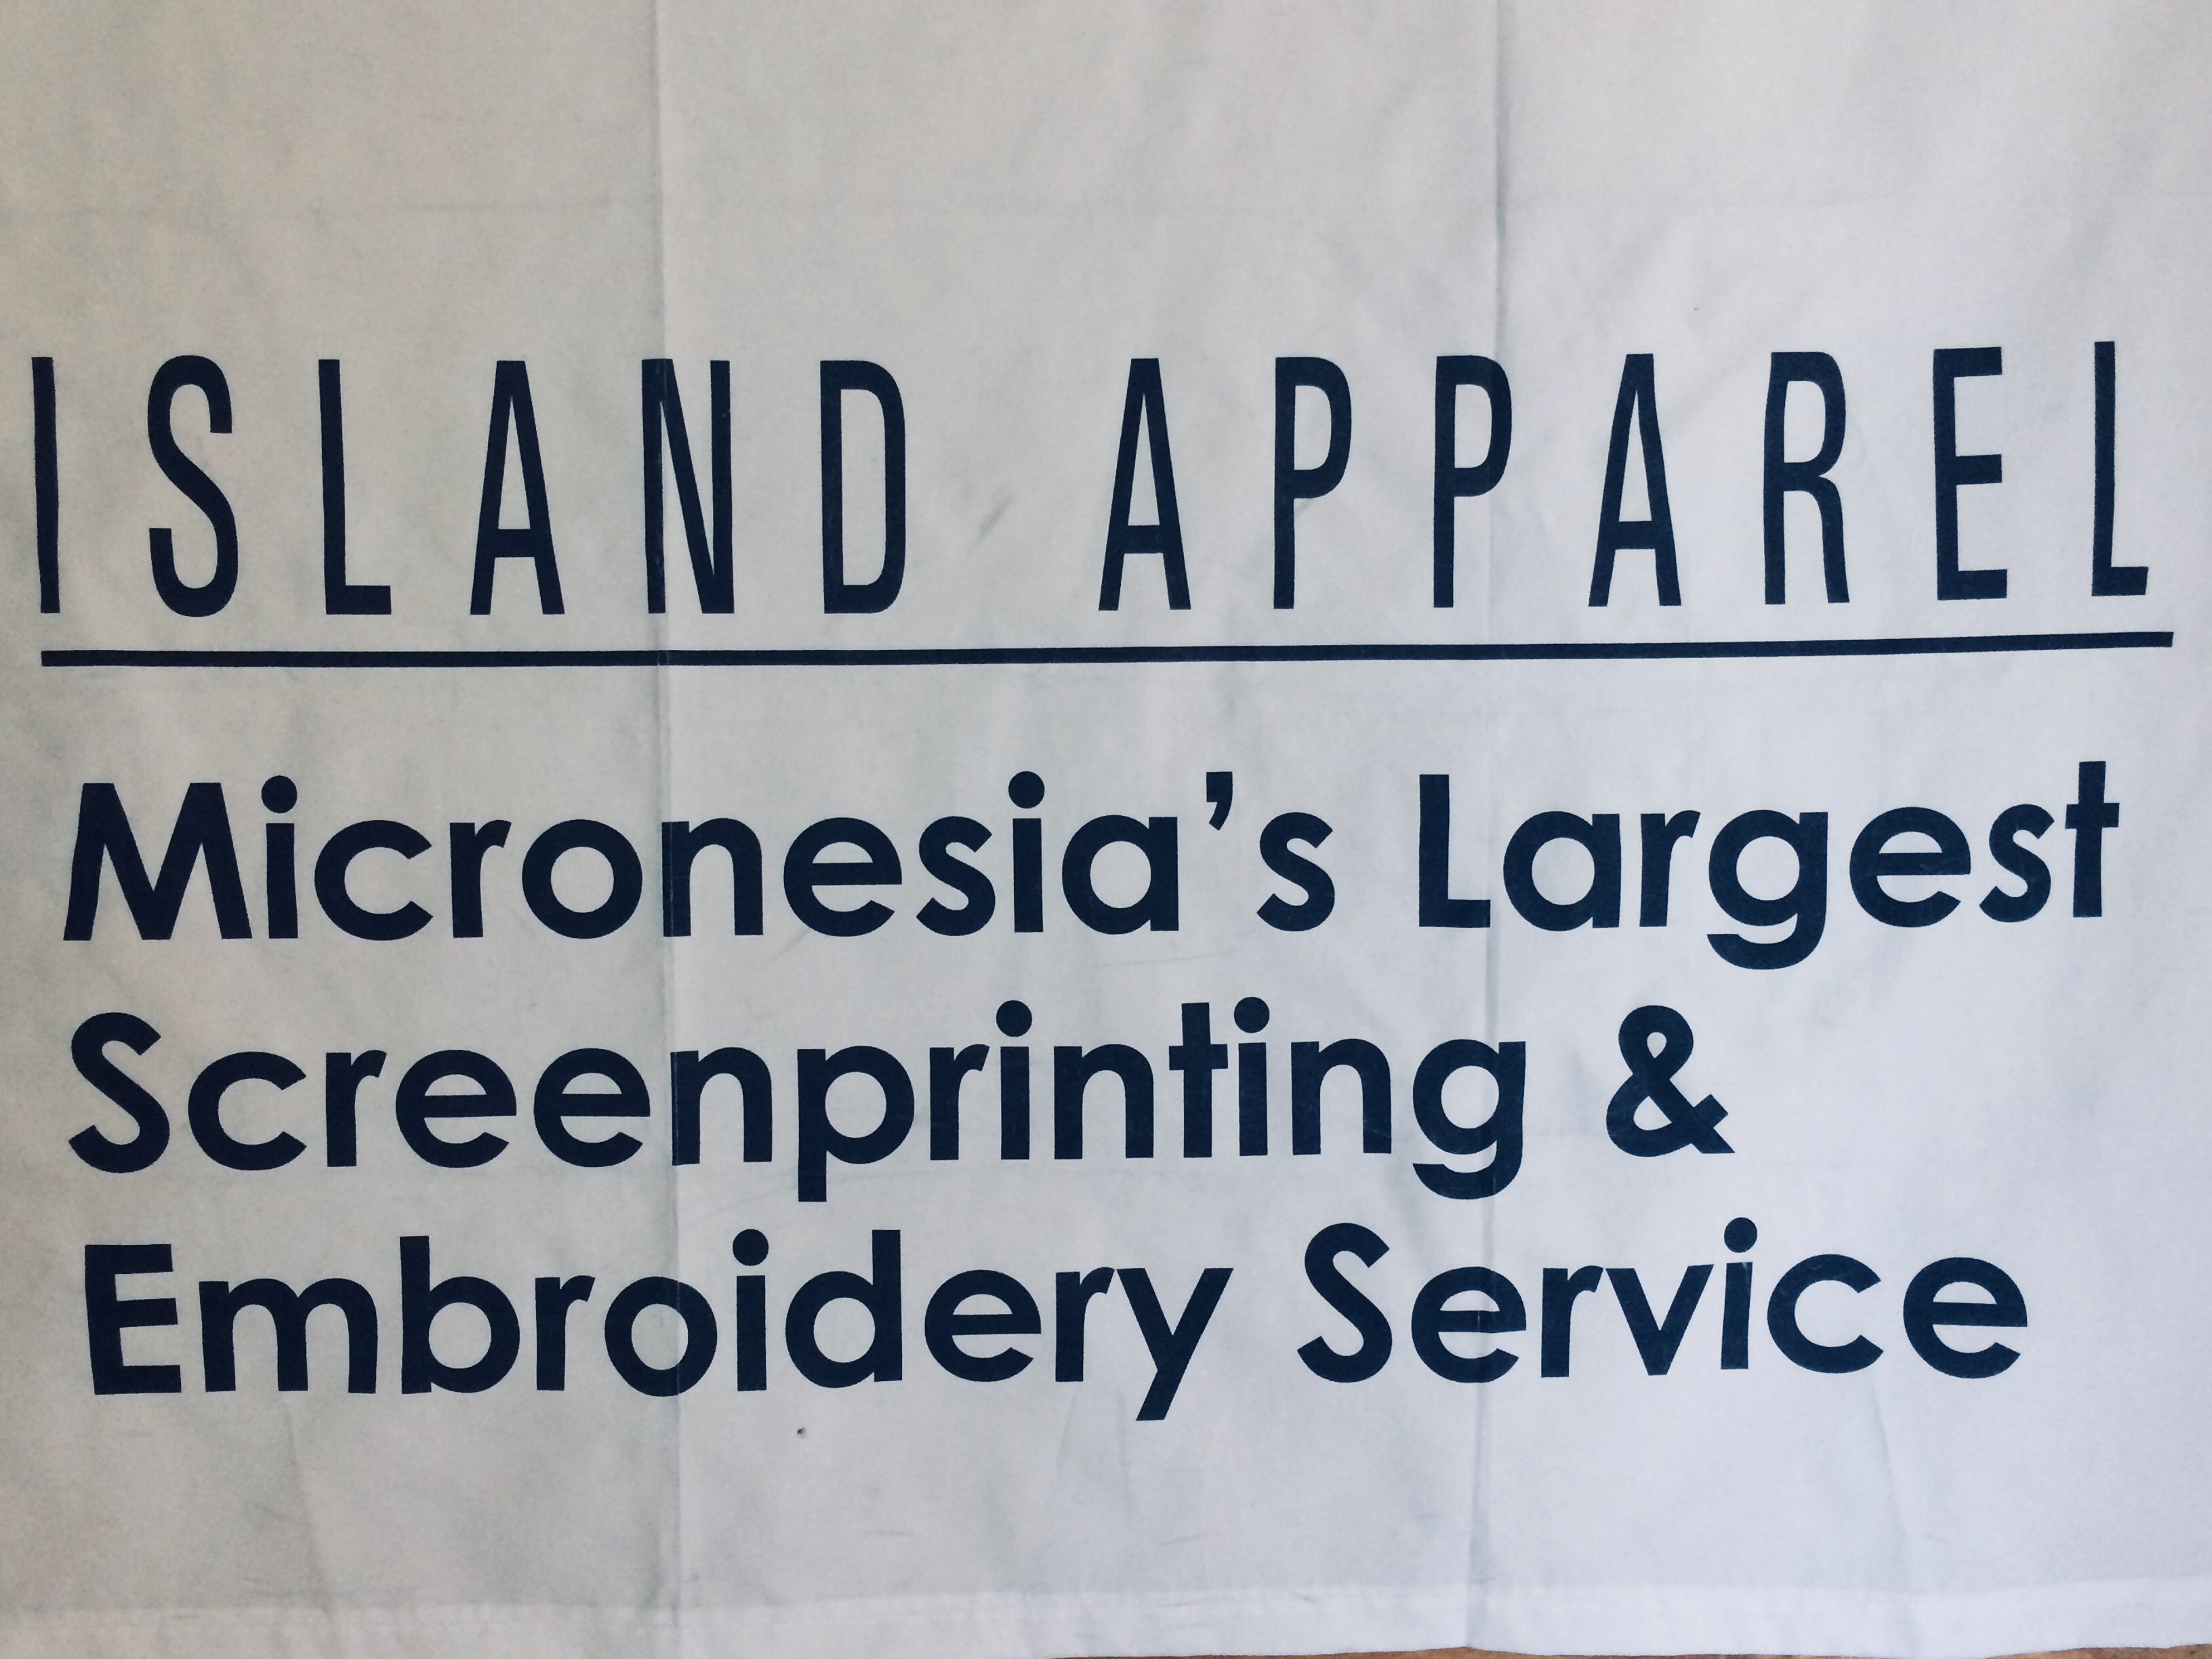 ISLAND APPAREL
Micronesia’s Largest
Screenprinting &
Embroidery Service